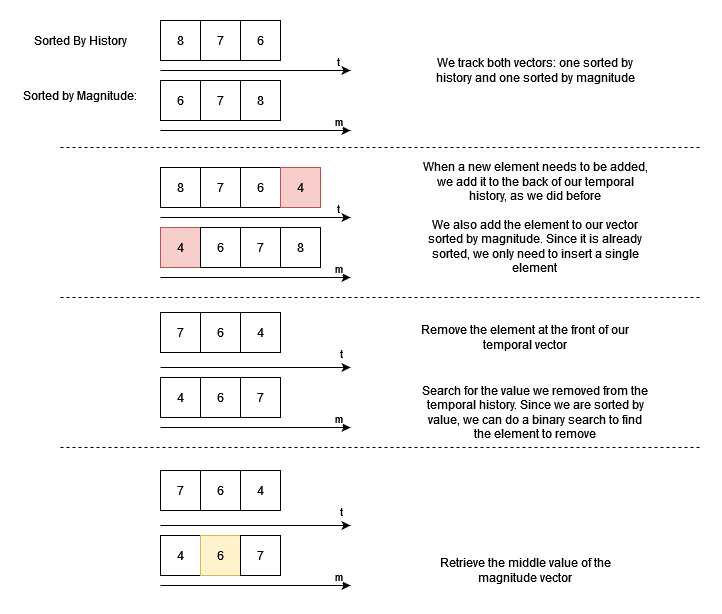 Sorted By History
8 7 6
t
We track both vectors: one sorted by
history and one sorted by magnitude
Sorted by Magnitude:
6 7 8
m
8 7 6 4
t
When a new element needs to be added,
we add it to the back of our temporal
history, as we did before
4 6 7 8
m
We also add the element to our vector
sorted by magnitude. Since it is already
sorted, we only need to insert a single
element
7 6 4
t
Remove the element at the front of our
temporal vector
4 6 7
m
Search for the value we removed from the
temporal history. Since we are sorted by
value, we can do a binary search to find
the element to remove
7 6 4
t
4 6 7
m
Retrieve the middle value of the
magnitude vector